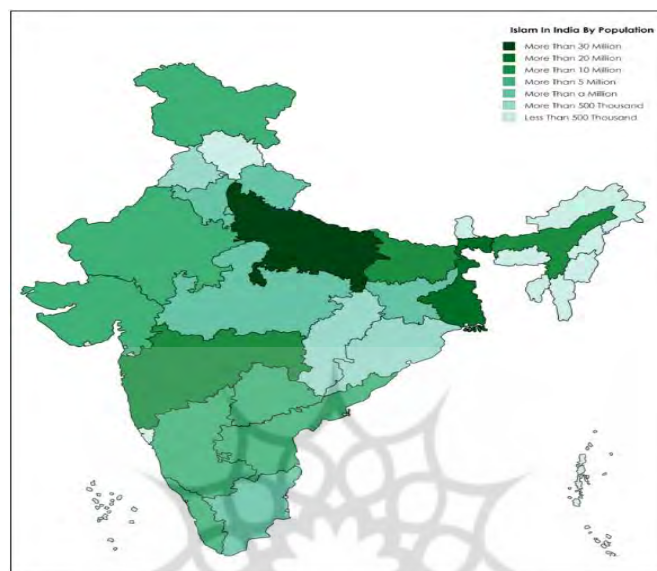 Islam In India By Population
More Than 30 Million
More Than 20 Million
More Than 10 Million
More Than 5 Million
More Than a Million
More Than 500 Thousand
Less Than 500 Thousand